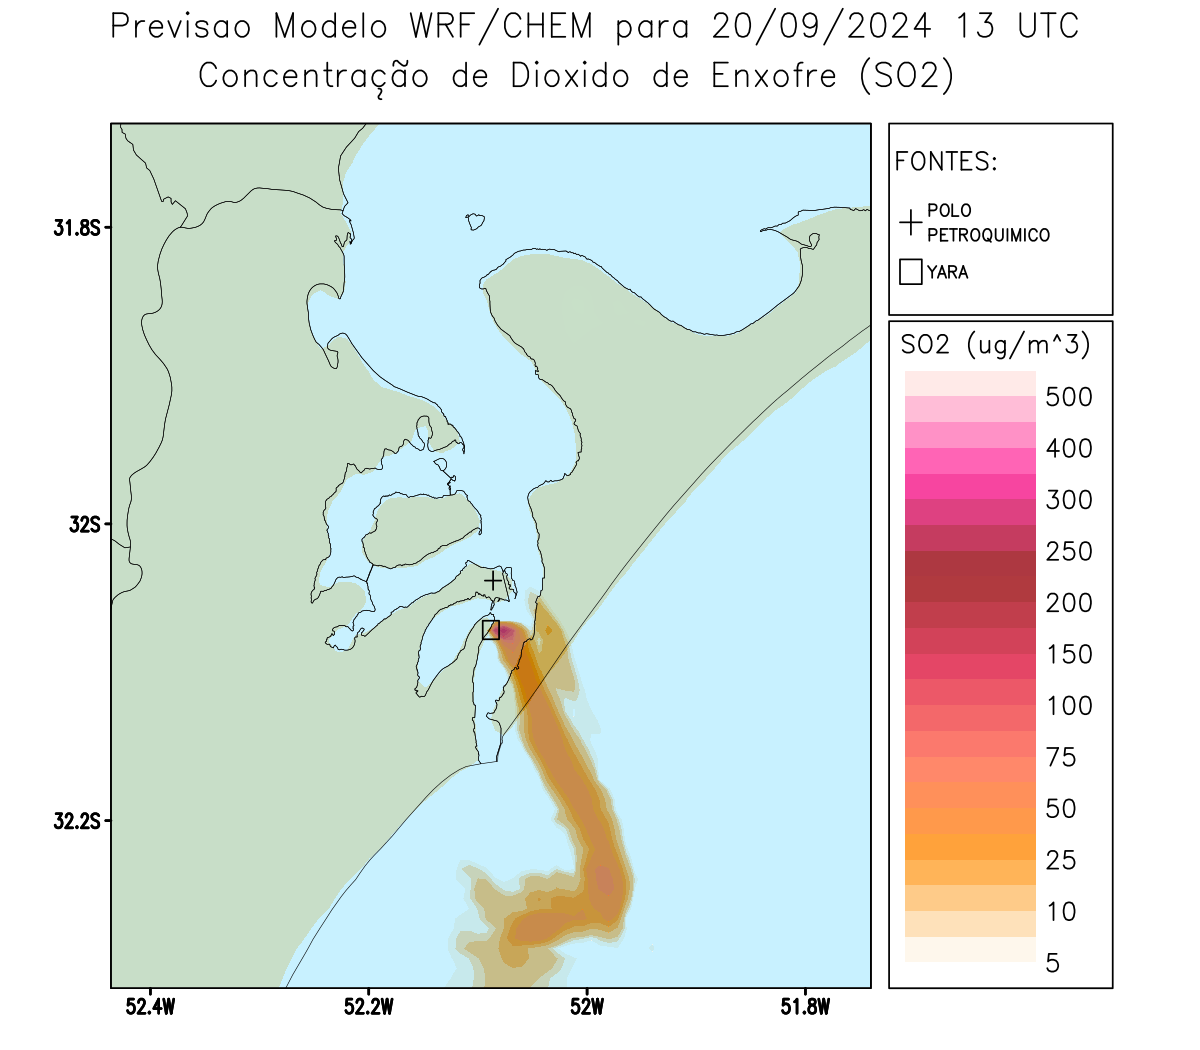 Previsao Modelo WRF/CHEM para 20/09/2024 13 UTC
Concentração de Dioxido de Enxofre (SO2)
FONTES:
POLO
PETROQUIMICO
YARA
SO2 (ug/m^3)
500
400
300
250
200
150
100
75
50
25
10
5
31.8S
32S
32.2S
52.4W
52.2W
52W
51.8W